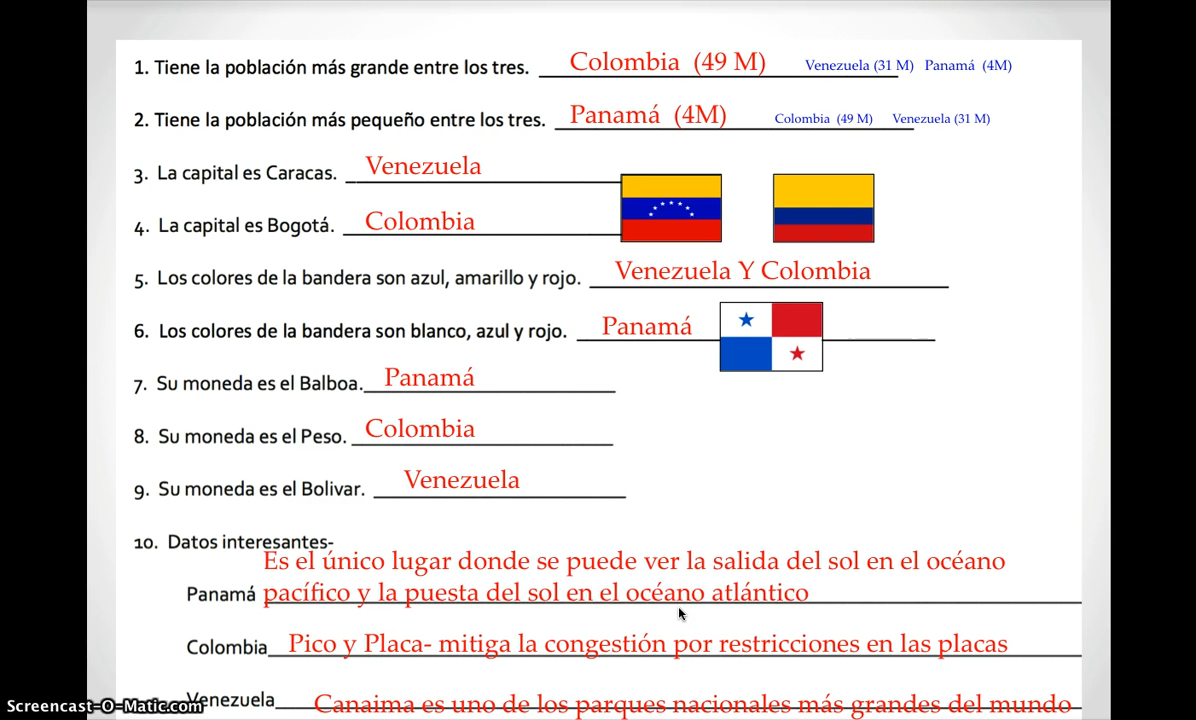 1. Tiene la población más grande entre los tres. Colombia (49 M) Venezuela (31 M) Panamá (4M)
2. Tiene la población más pequeño entre los tres. Panamá (4M) Colombia (49 M) Venezuela (31 M)
3. La capital es Caracas. Venezuela
4. La capital es Bogotá. Colombia
5. Los colores de la bandera son azul, amarillo y rojo. Venezuela Y Colombia
6. Los colores de la bandera son blanco, azul y rojo. Panamá
7. Su moneda es el Balboa. Panamá
8. Su moneda es el Peso. Colombia
9. Su moneda es el Bolivar. Venezuela
10. Datos interesantes-
Es el único lugar donde se puede ver la salida del sol en el océano
Panamá pacífico y la puesta del sol en el océano atlántico
Colombia Pico y Placa- mitiga la congestión por restricciones en las placas
Venezuela Canaima es uno de los parques nacionales más grandes del mundo
Screencast-O-Matic.com